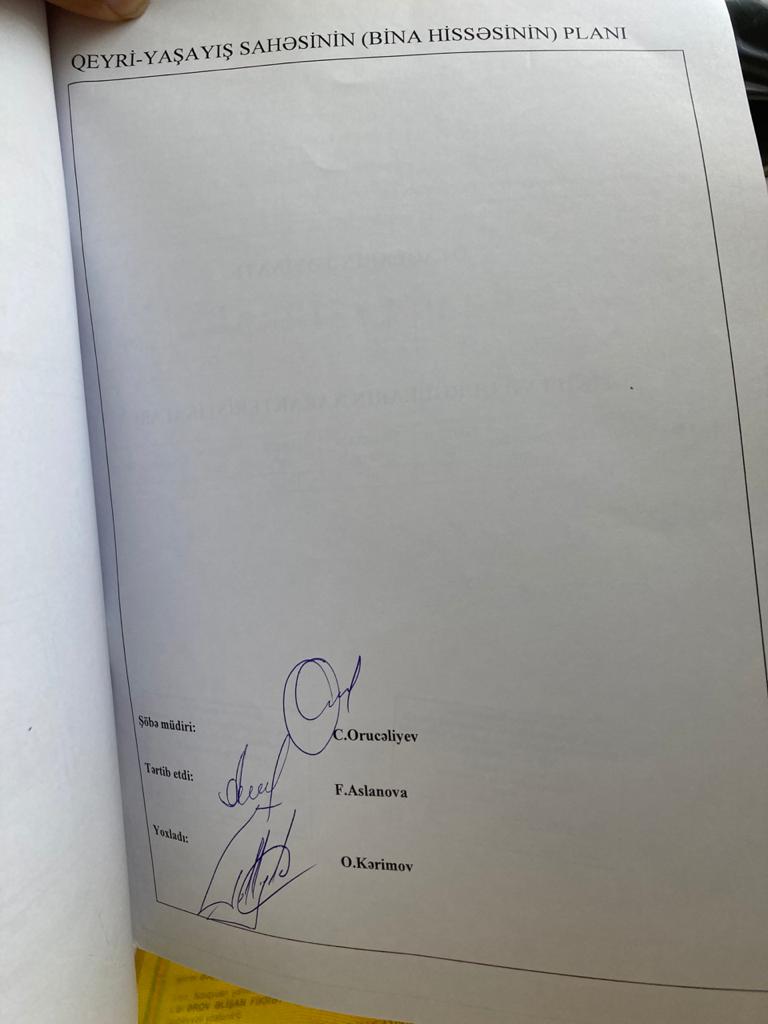 QEYRİ-YAŞAYIŞ SAHƏSİNİN (BİNA HİSSƏSİNİN) PLANI
Şöbə müdiri:
C.Orucəliyev
Tərtib etdi:
F.Aslanova
Yoxladı:
O.Kərimov